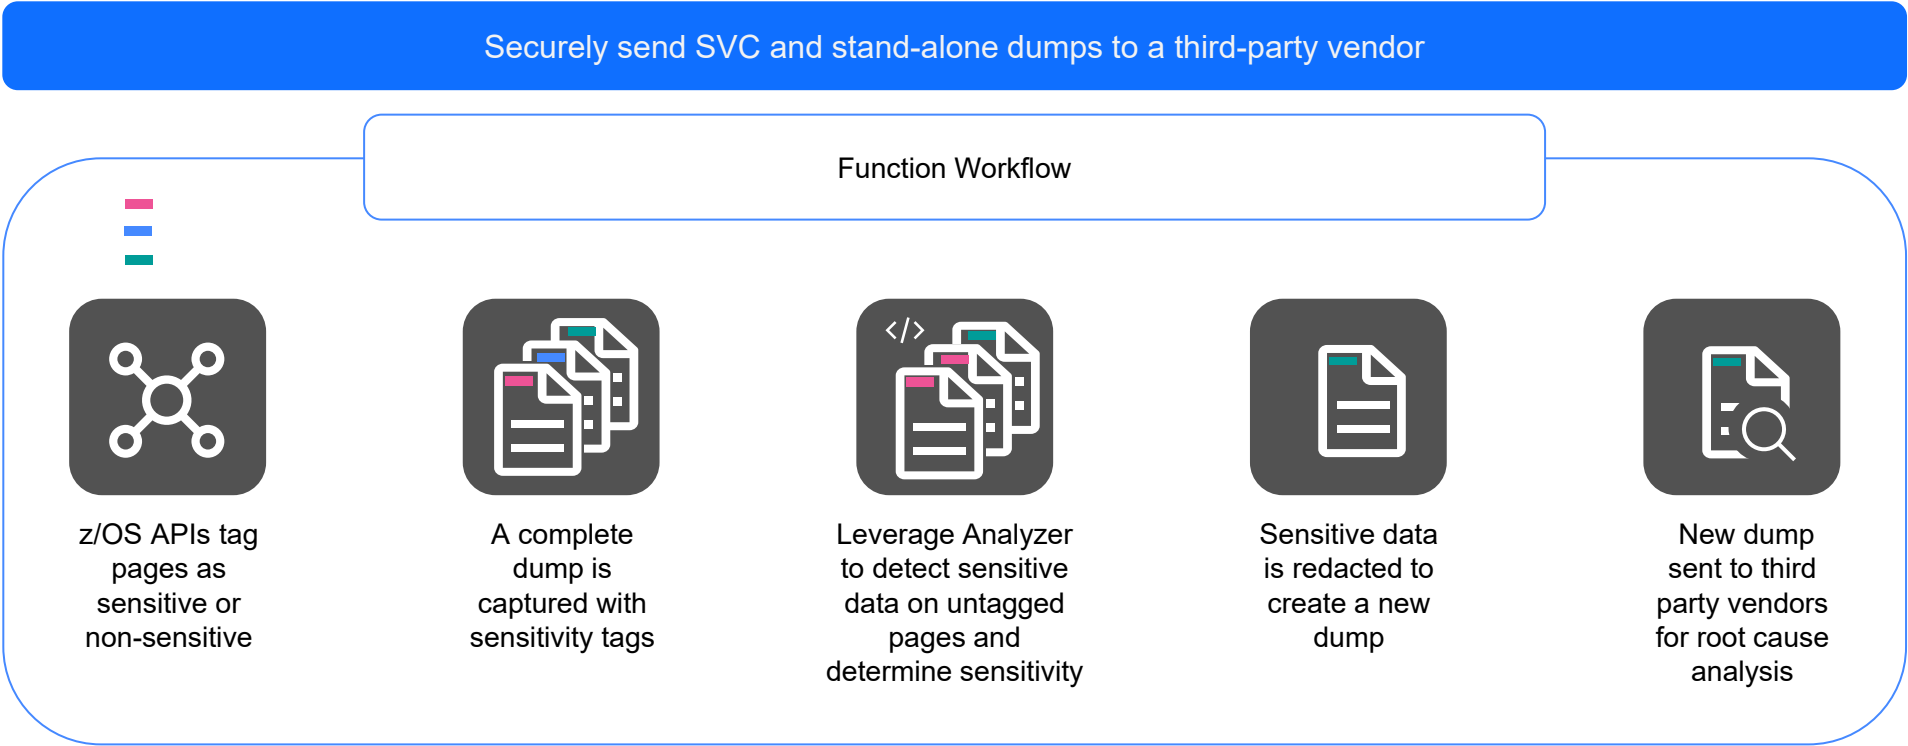 Securely send SVC and stand-alone dumps to a third-party vendor
Function Workflow
</>
z/OS APIs tag
pages as
sensitive or
non-sensitive
A complete
dump is
captured with
sensitivity tags
Leverage Analyzer
to detect sensitive
data on untagged
pages and
determine sensitivity
Sensitive data
is redacted to
create a new
dump
New dump
sent to third
party vendors
for root cause
analysis